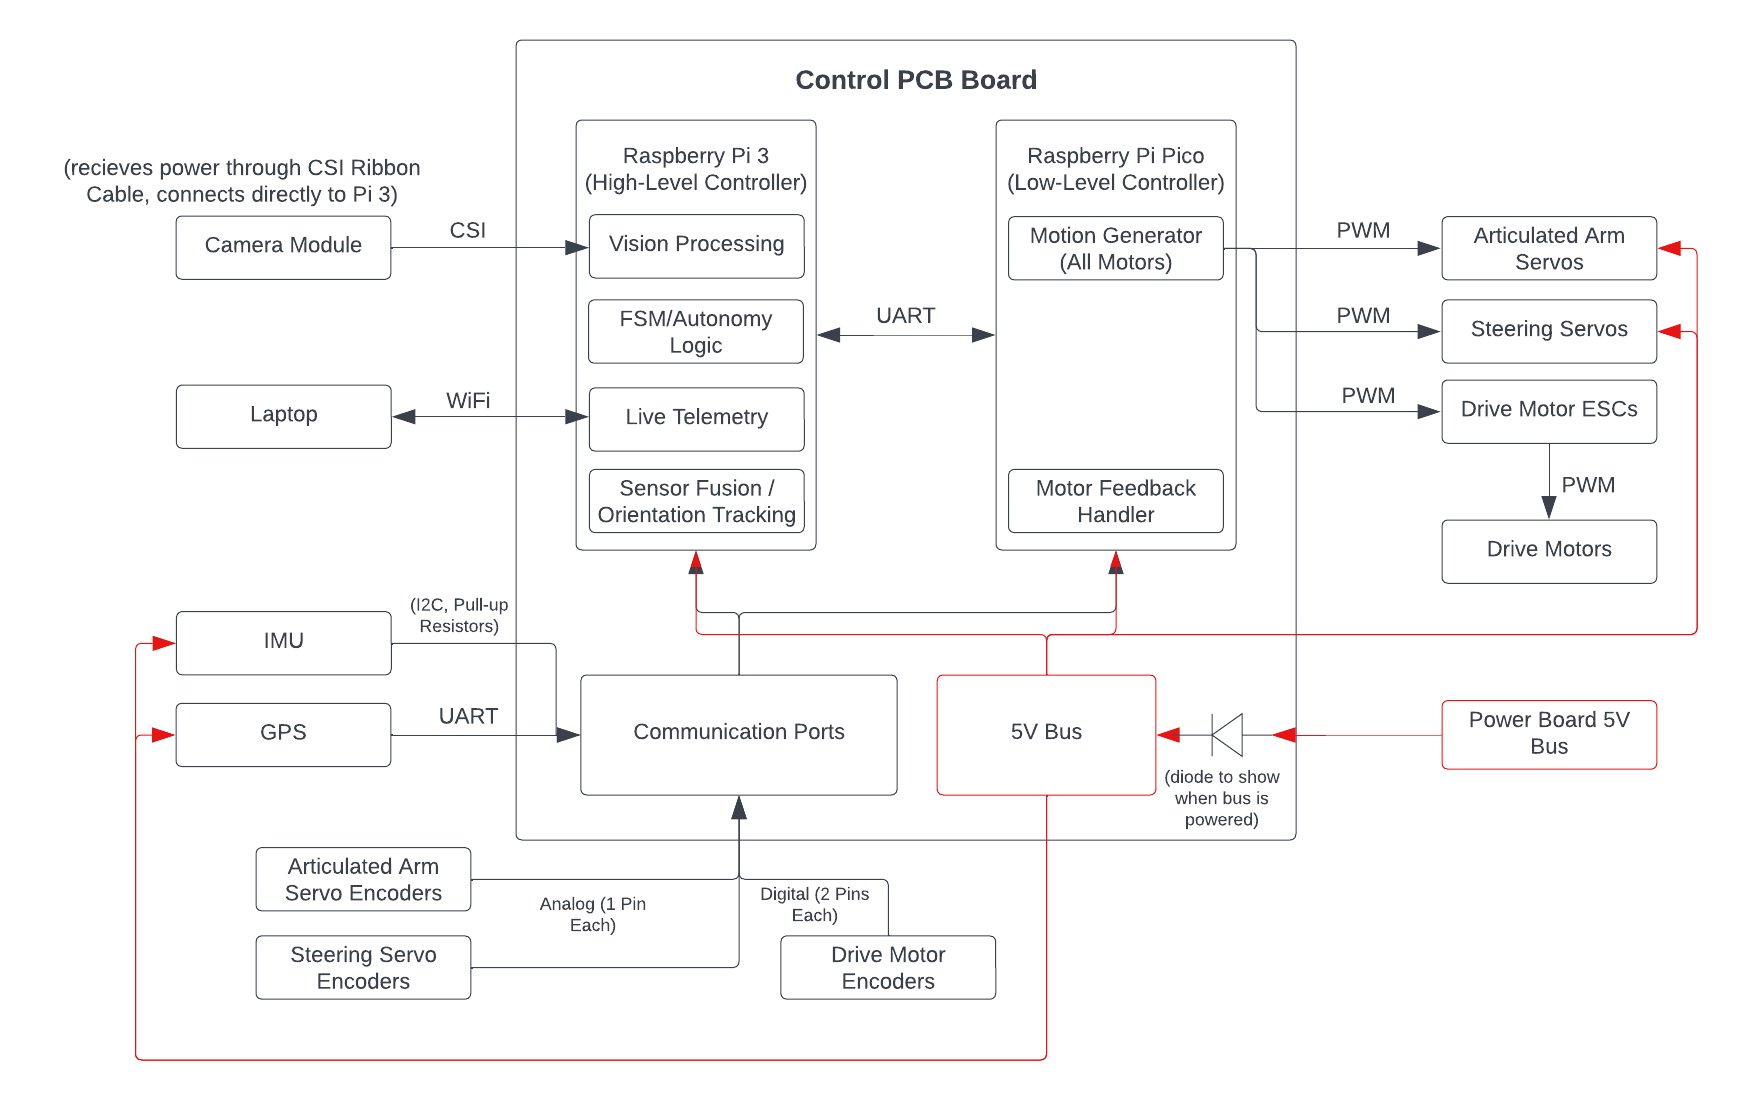 Control PCB Board
(recieves power through CSI Ribbon
Cable, connects directly to Pi 3)
Camera Module
CSI
Raspberry Pi 3
(High-Level Controller)
Vision Processing
FSM/Autonomy
Logic
Laptop
WiFi
Live Telemetry
Sensor Fusion /
Orientation Tracking
UART
Raspberry Pi Pico
(Low-Level Controller)
Motion Generator
(All Motors)
Motor Feedback
Handler
PWM
Articulated Arm
Servos
PWM
Steering Servos
PWM
Drive Motor ESCs
PWM
Drive Motors
IMU
(I2C, Pull-up
Resistors)
GPS
UART
Communication Ports
5V Bus
(diode to show
when bus is
powered)
Power Board 5V
Bus
Articulated Arm
Servo Encoders
Analog (1 Pin
Each)
Steering Servo
Encoders
Digital (2 Pins
Each)
Drive Motor
Encoders